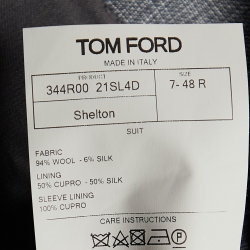 TOM FORD
MADE IN ITALY
PRODUCT SIZE
344R00 21SL4D 7- 48 R
Shelton
SUIT
FABRIC
94% WOOL - 6% SILK
LINING
50% CUPRO - 50% SILK
SLEEVE LINING
100% CUPRO
CARE INSTRUCTIONS